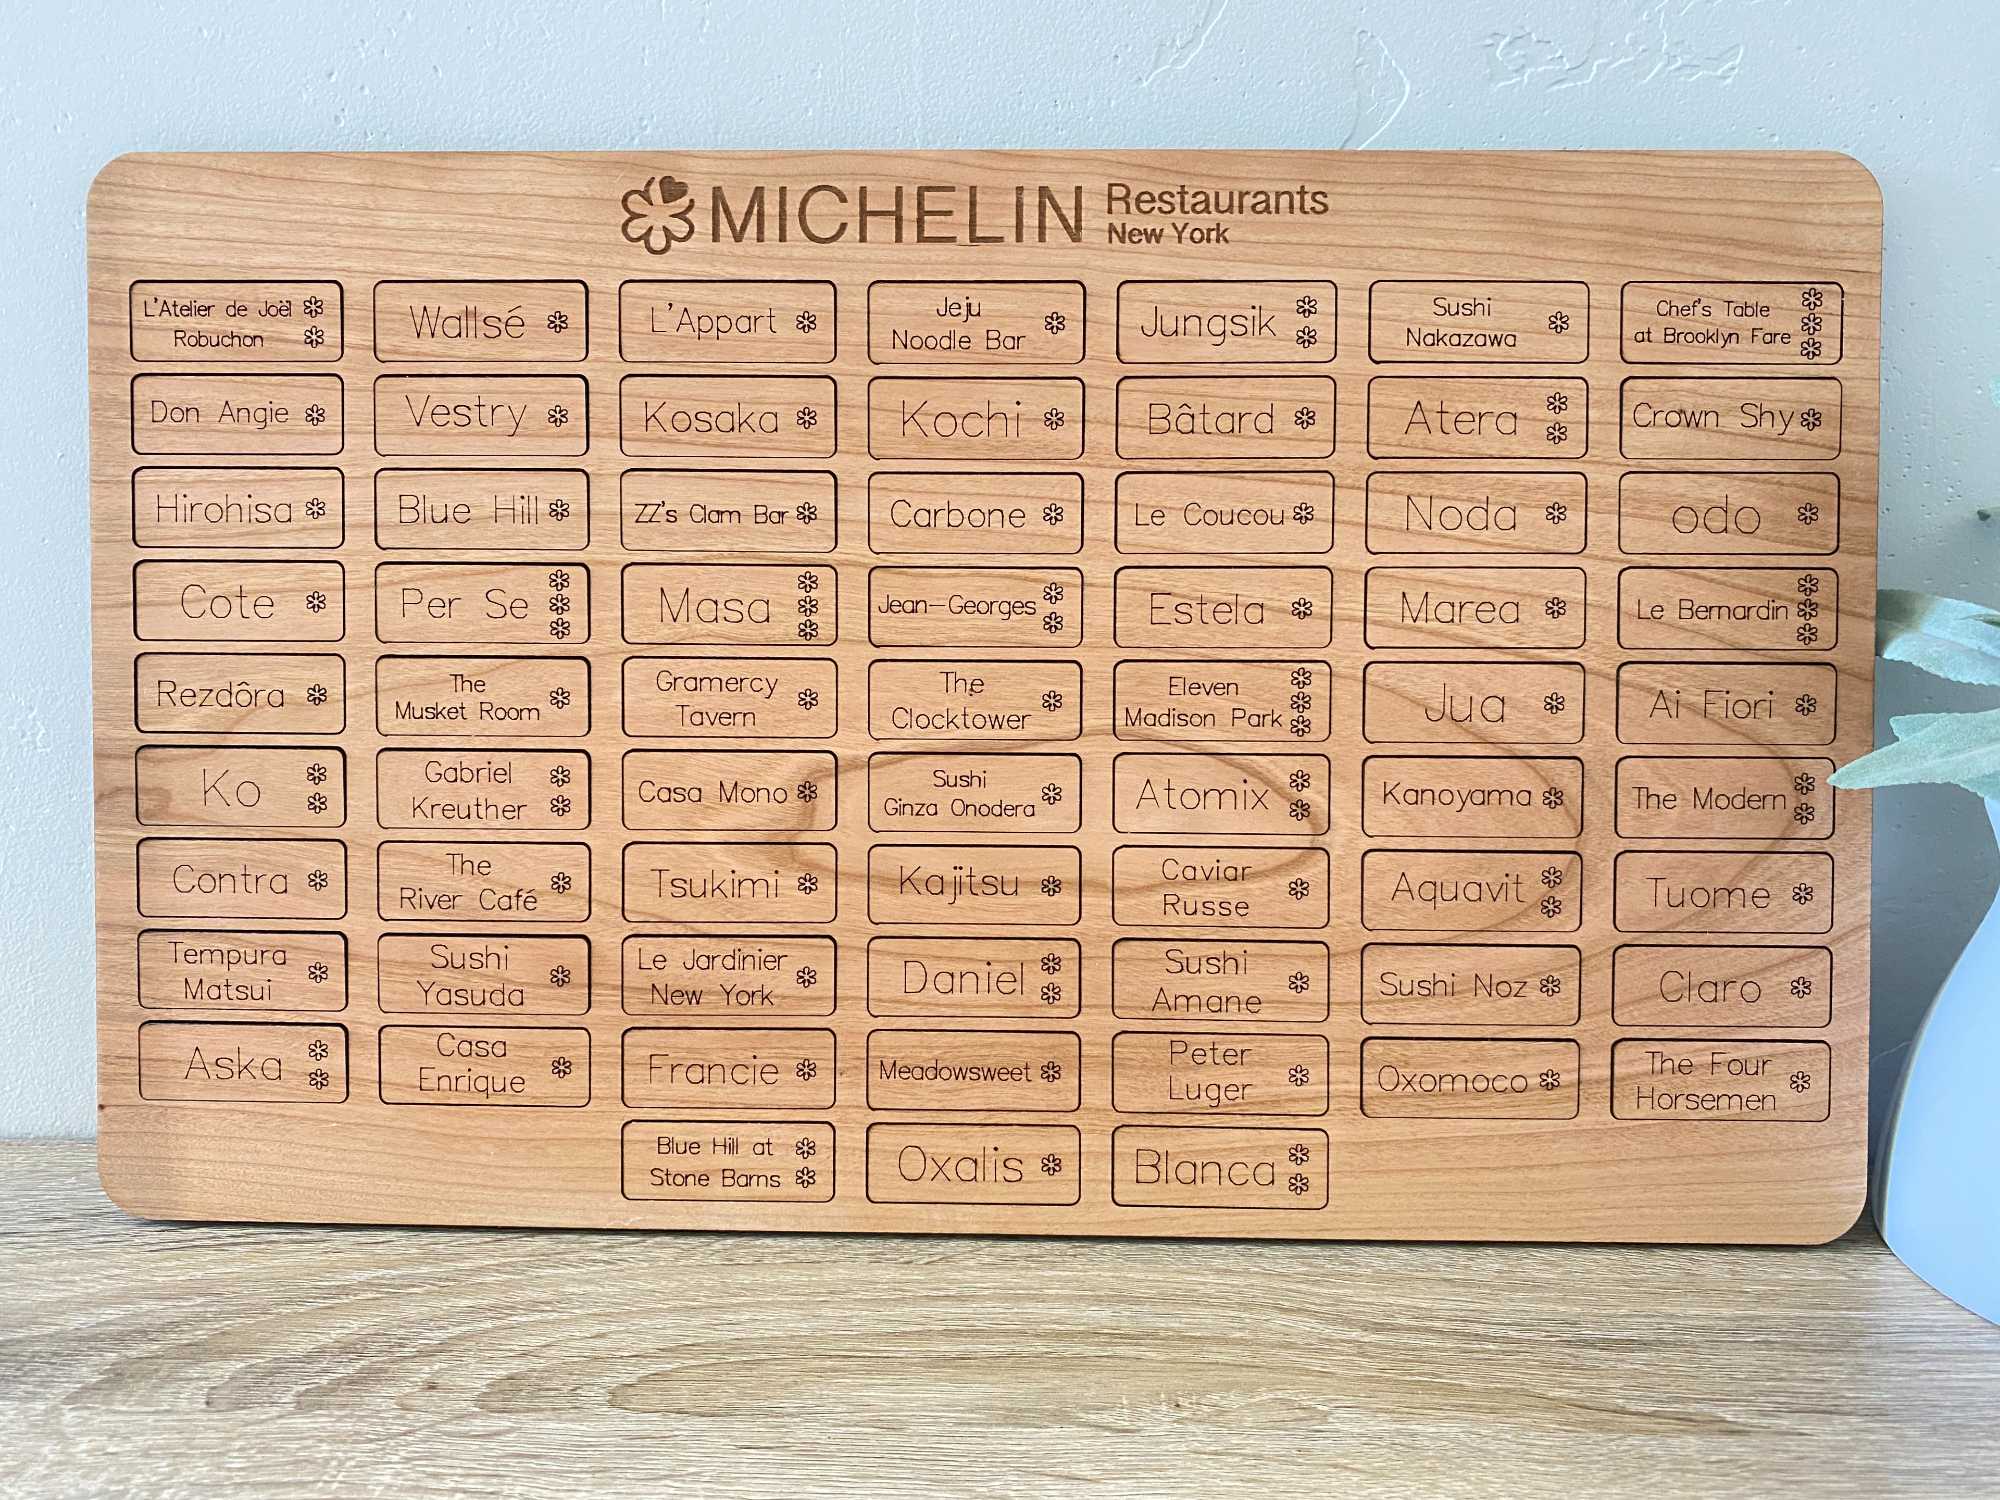 MICHELIN Restaurants
New York
L'Atelier de Joël
Robuchon
Wallsé
L'Appart
Jeju
Noodle Bar
Jungsik
Sushi
Nakazawa
Chef's Table
at Brooklyn Fare
Don Angie
Vestry
Kosaka
Kochi
Bâtard
Atera
Crown Shy
Hirohisa
Blue Hill
ZZ's Clam Bar
Carbone
Le Coucou
Noda
odo
Cote
Per Se
Masa
Jean-Georges
Estela
Marea
Le Bernardin
Rezdôra
The
Musket Room
Gramercy
Tavern
The
Clocktower
Eleven
Madison Park
Jua
Ai Fiori
Ko
Gabriel
Kreuther
Casa Mono
Sushi
Ginza Onodera
Atomix
Kanoyama
The Modern
Contra
The
River Café
Tsukimi
Kajitsu
Caviar
Russe
Aquavit
Tuome
Tempura
Matsui
Sushi
Yasuda
Le Jardinier
New York
Daniel
Sushi
Amane
Sushi Noz
Claro
Aska
Casa
Enrique
Francie
Meadowsweet
Peter
Luger
Oxomoco
The Four
Horsemen
Blue Hill at
Stone Barns
Oxalis
Blanca